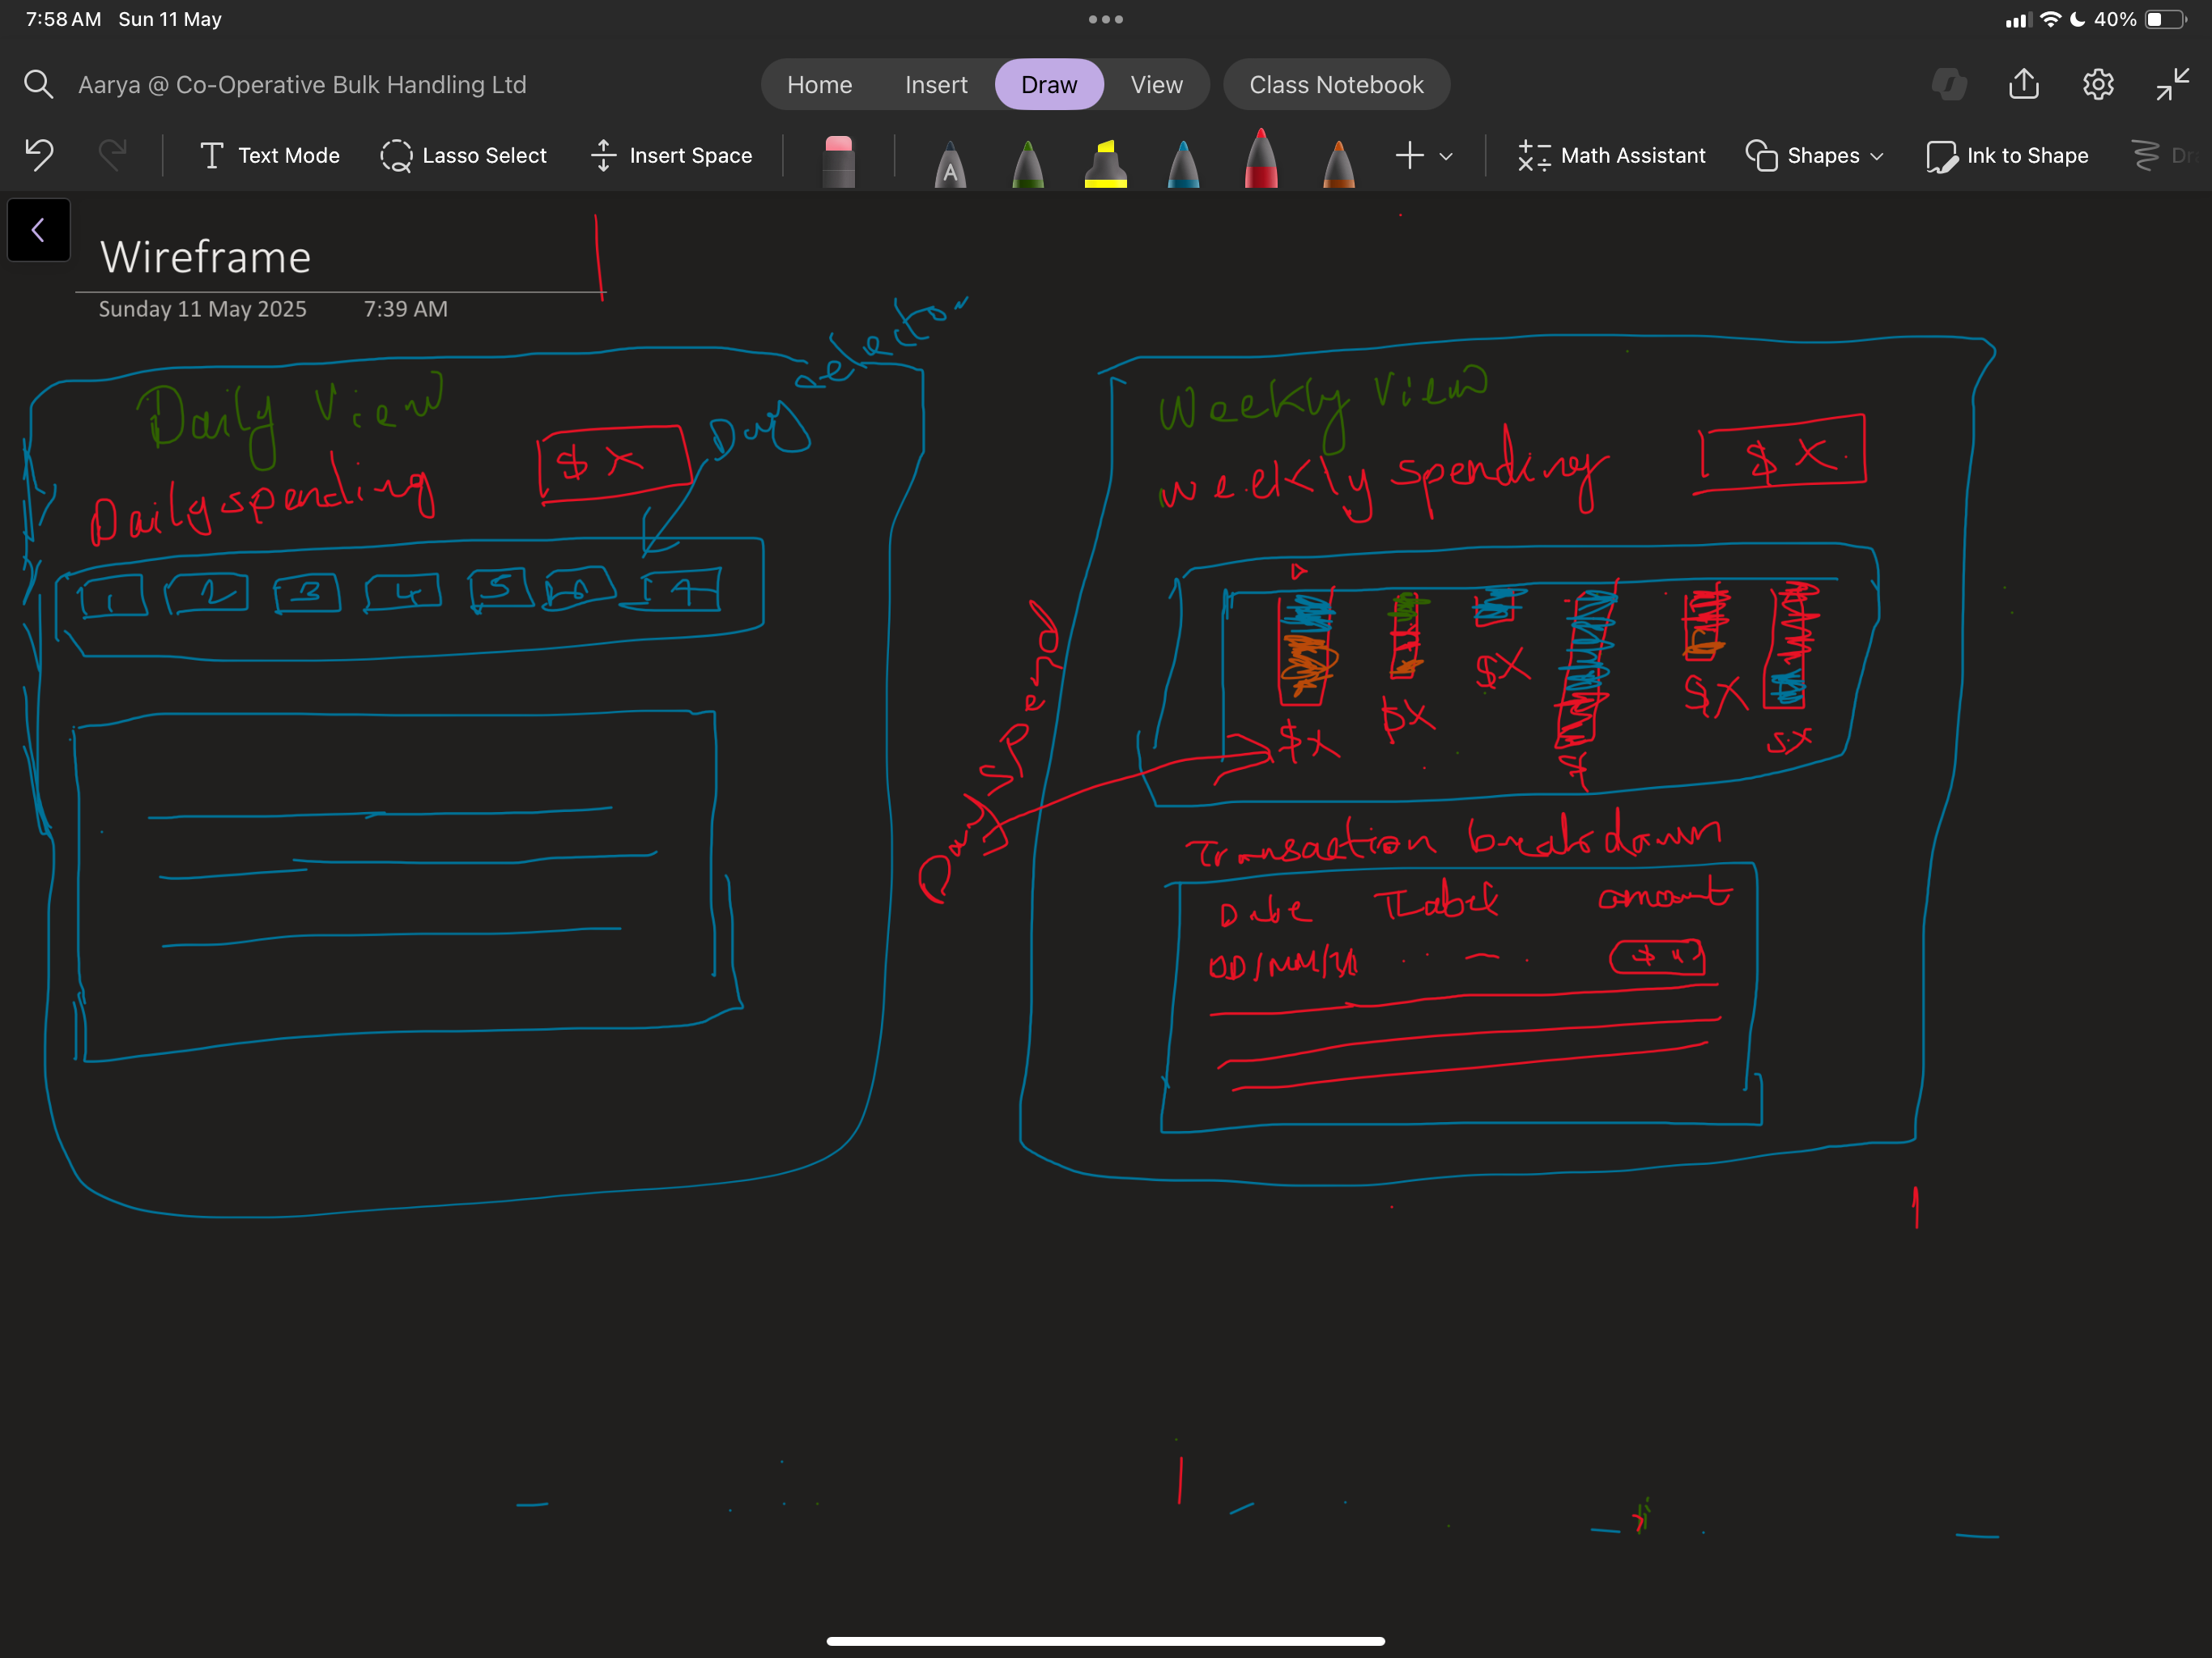 7:58 AM Sun 11 May
40%
Aarya @ Co-Operative Bulk Handling Ltd
Home Insert Draw View Class Notebook
Text Mode Lasso Select Insert Space A Math Assistant Shapes Ink to Shape Dr
Wireframe
Sunday 11 May 2025 7:39 AM
Daily View
Day selector
Daily spending
$ X
1 2 3 4 5 6 7
Weekly View
weekly spending
$ X
$X $X $X $ $X $X
Day Spend
Transaction breakdown
Date Label amount
DD/MM/YY $